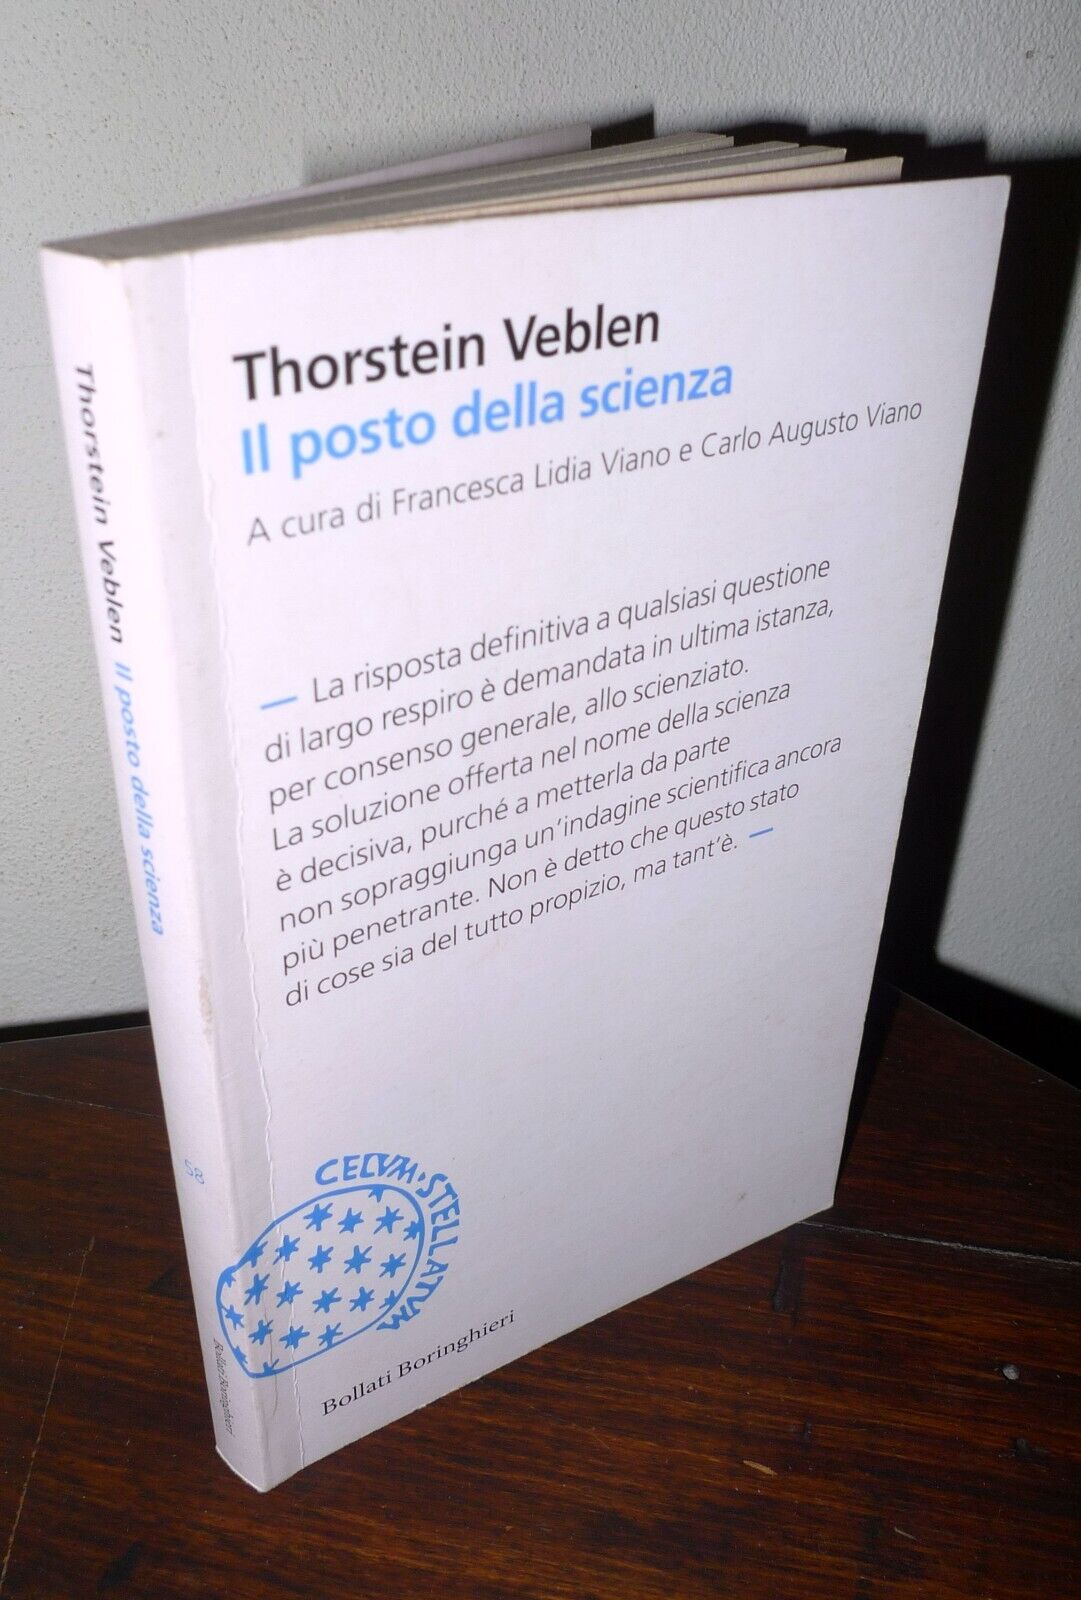 Thorstein Veblen
Il posto della scienza
A cura di Francesca Lidia Viano e Carlo Augusto Viano
— La risposta definitiva a qualsiasi questione
di largo respiro è demandata in ultima istanza,
per consenso generale, allo scienziato.
La soluzione offerta nel nome della scienza
è decisiva, purché a metterla da parte
non sopraggiunga un'indagine scientifica ancora
più penetrante. Non è detto che questo stato
di cose sia del tutto propizio, ma tant'è. —
CELVM·STELLATVM
Bollati Boringhieri
Thorstein Veblen Il posto della scienza
58
Bollati Boringhieri